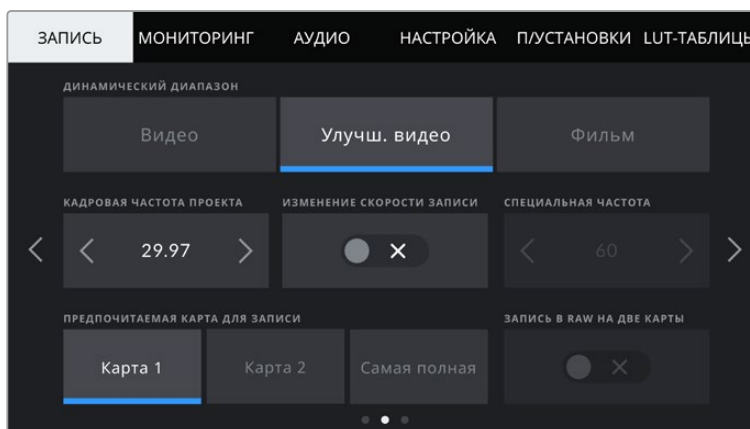 ЗАПИСЬ МОНИТОРИНГ АУДИО НАСТРОЙКА П/УСТАНОВКИ LUT-ТАБЛИЦЫ
ДИНАМИЧЕСКИЙ ДИАПАЗОН
Видео Улучш. видео Фильм
КАДРОВАЯ ЧАСТОТА ПРОЕКТА ИЗМЕНЕНИЕ СКОРОСТИ ЗАПИСИ СПЕЦИАЛЬНАЯ ЧАСТОТА
29.97 60
ПРЕДПОЧИТАЕМАЯ КАРТА ДЛЯ ЗАПИСИ ЗАПИСЬ В RAW НА ДВЕ КАРТЫ
Карта 1 Карта 2 Самая полная